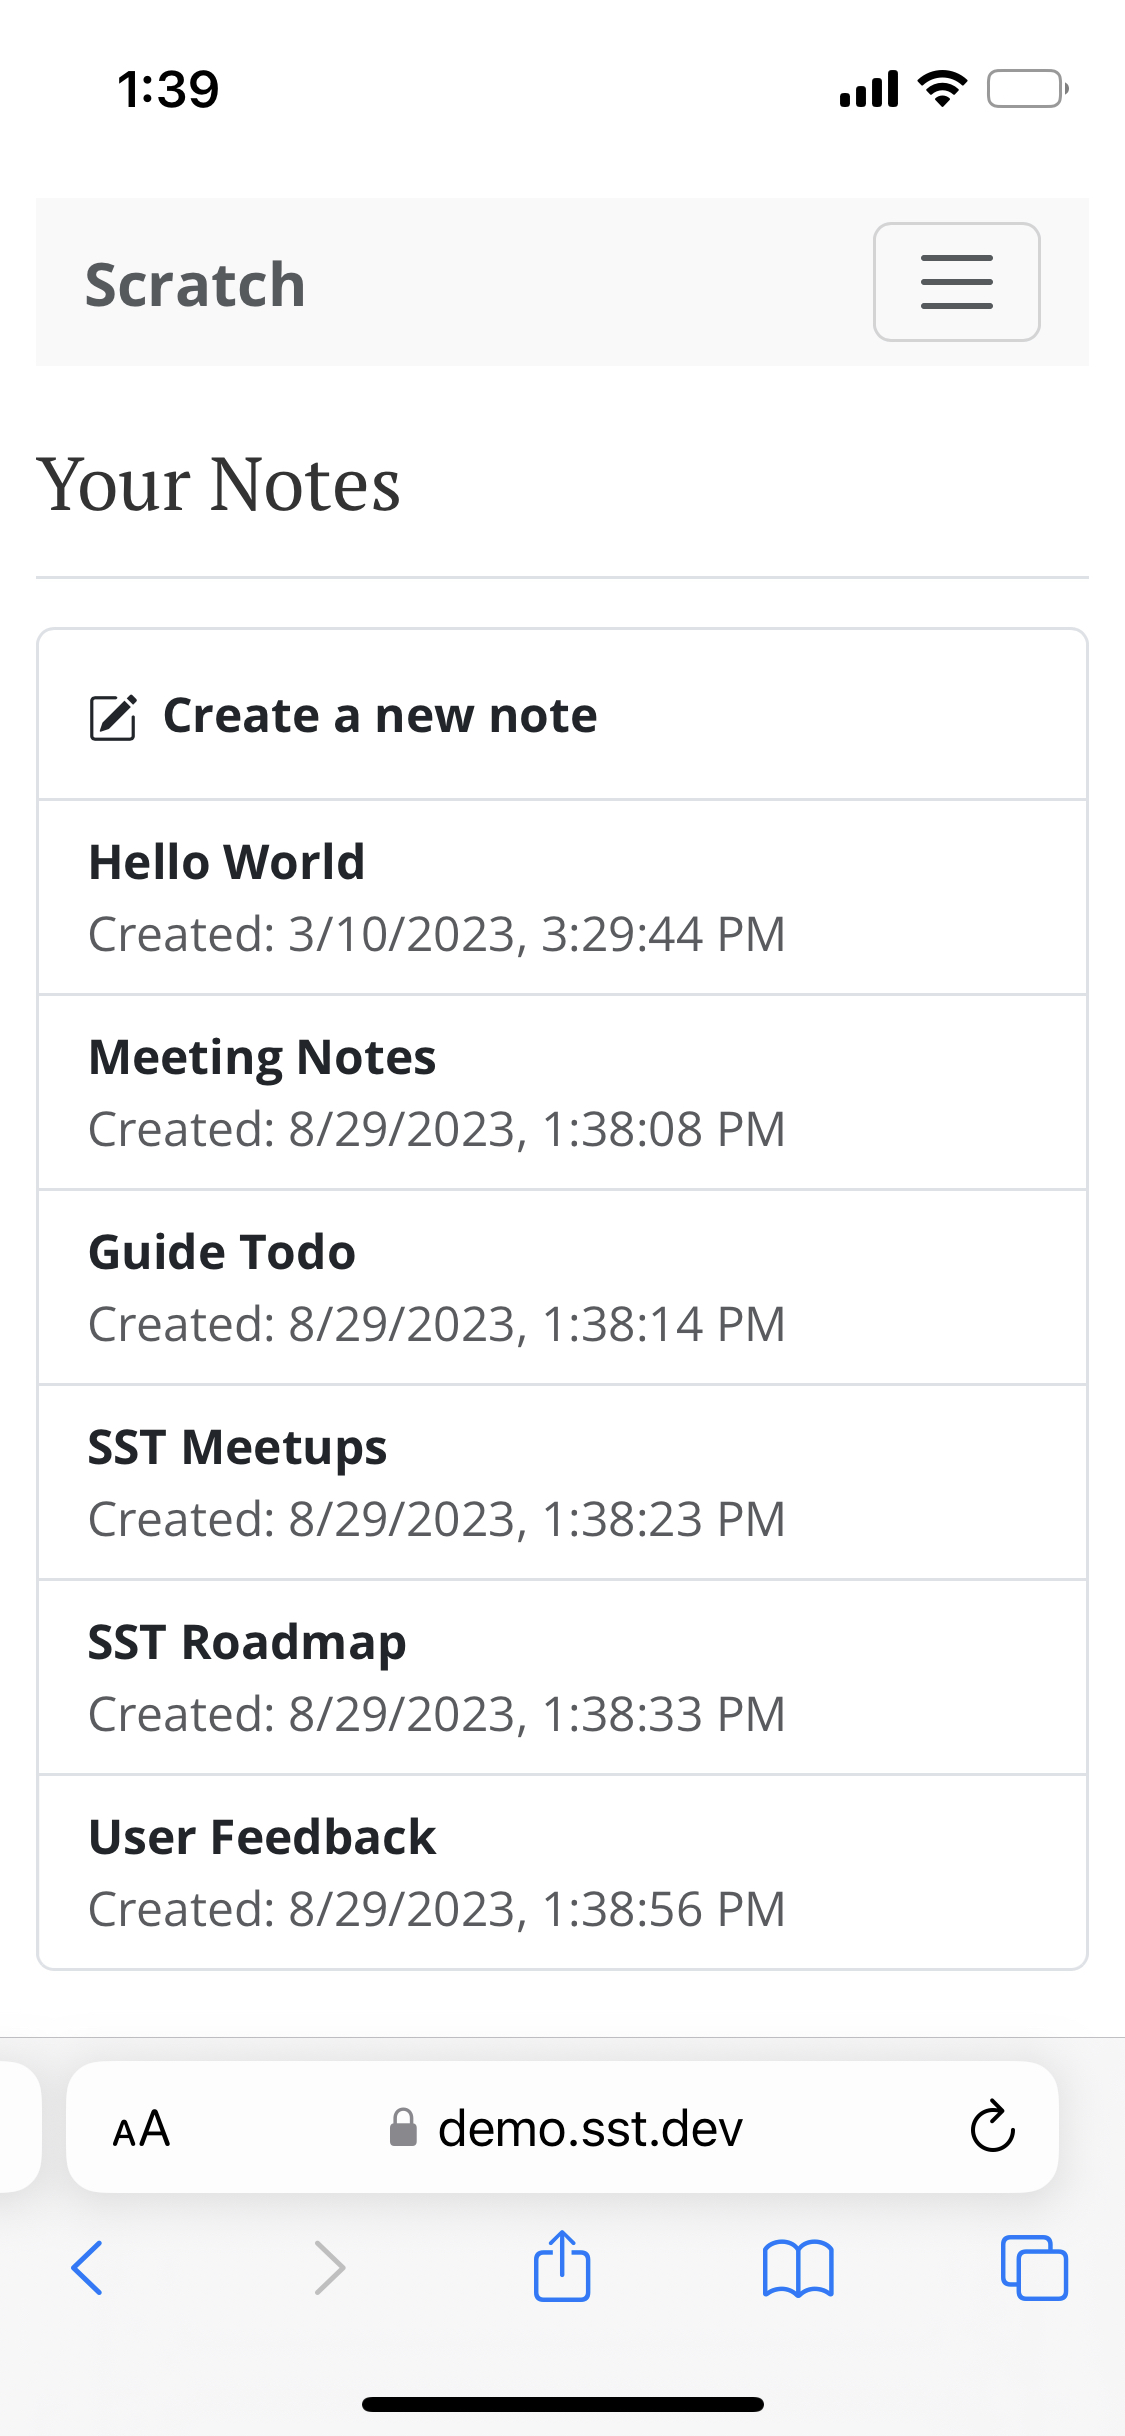 1:39
Scratch
Your Notes
Create a new note
Hello World
Created: 3/10/2023, 3:29:44 PM
Meeting Notes
Created: 8/29/2023, 1:38:08 PM
Guide Todo
Created: 8/29/2023, 1:38:14 PM
SST Meetups
Created: 8/29/2023, 1:38:23 PM
SST Roadmap
Created: 8/29/2023, 1:38:33 PM
User Feedback
Created: 8/29/2023, 1:38:56 PM
AA demo.sst.dev